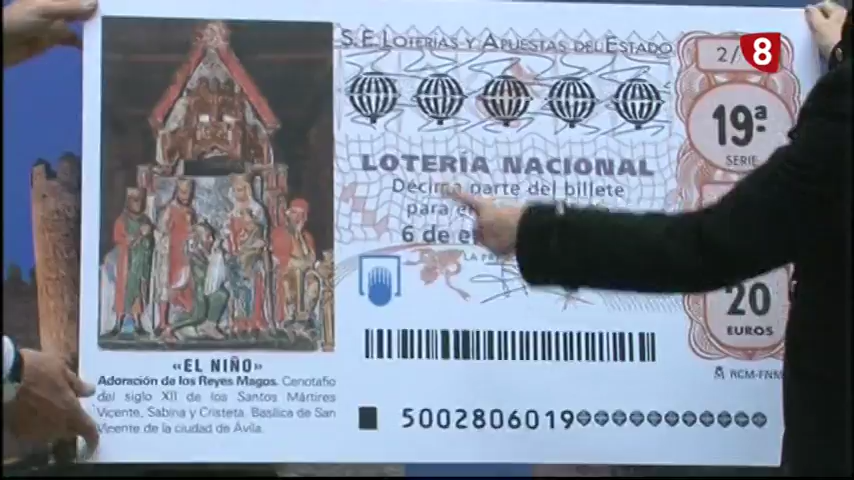 8
S.E. LOTERÍAS Y APUESTAS DEL ESTADO
2/
19ª
SERIE
LOTERÍA NACIONAL
Décima parte del billete
para
6 de
20
EUROS
RCM-FNM
«EL NIÑO»
Adoración de los Reyes Magos. Cenotafio
del siglo XII de los Santos Mártires
Vicente, Sabina y Cristeta. Basílica de San
Vicente de la ciudad de Ávila.
5002806019